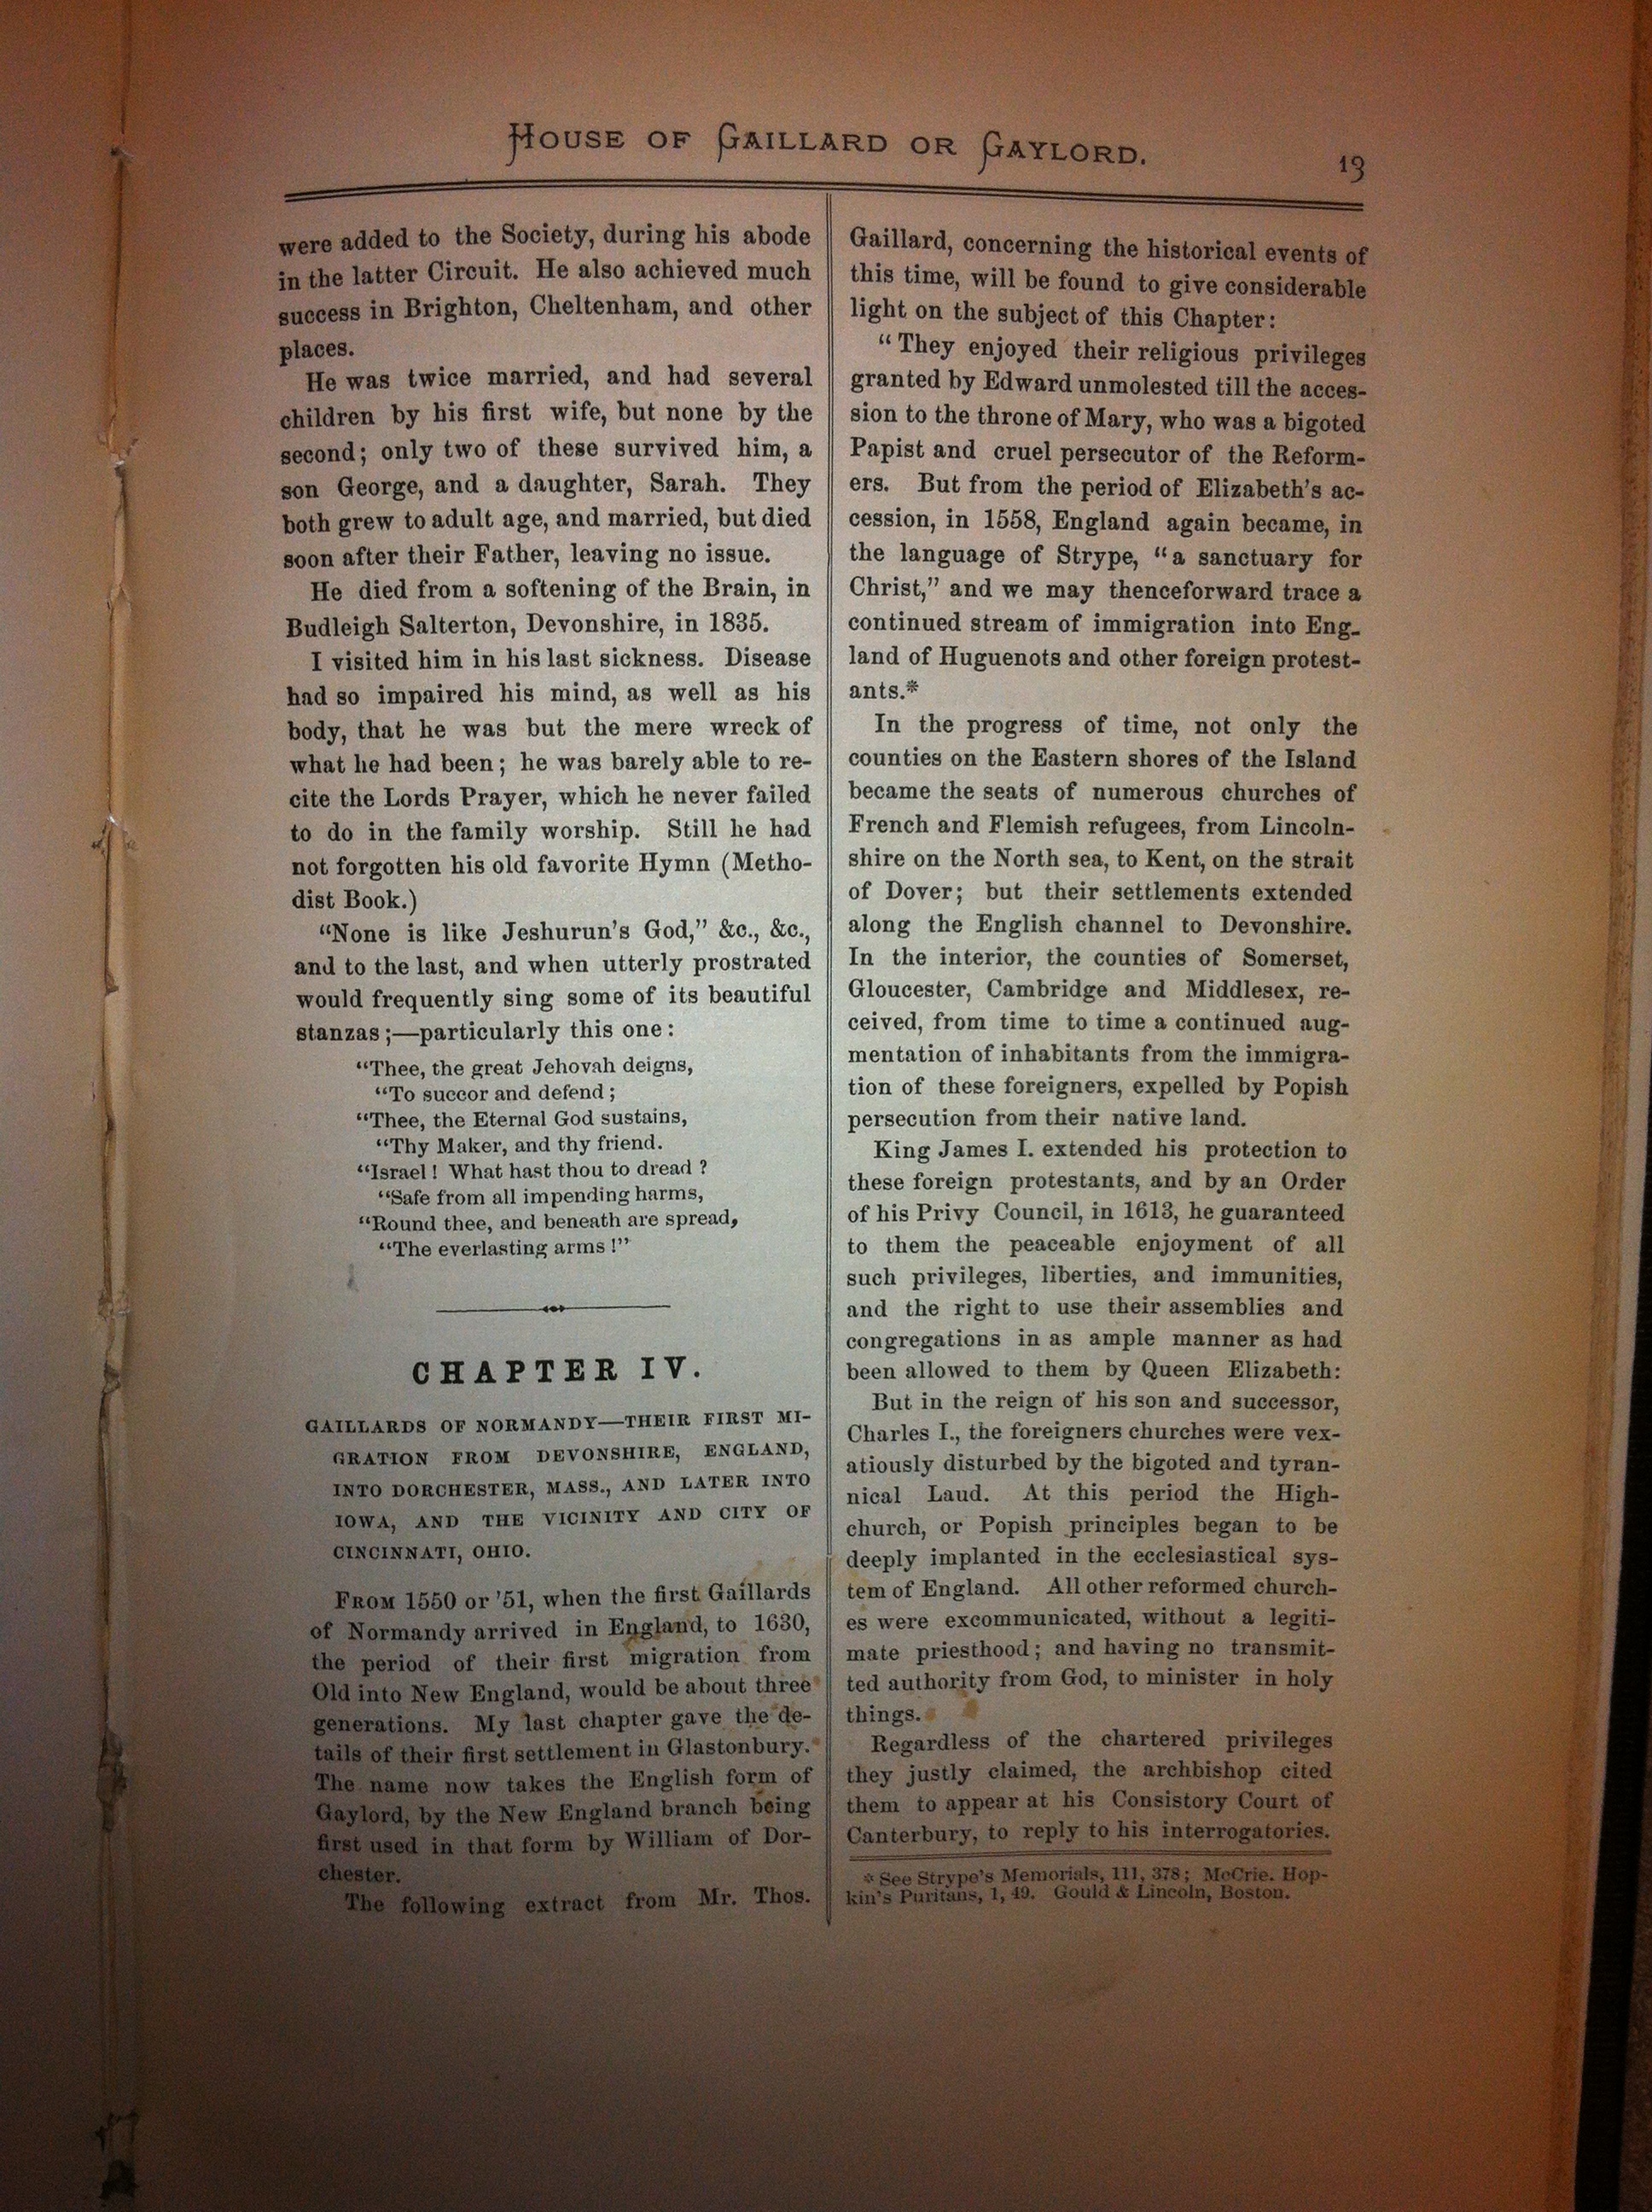 HOUSE OF GAILLARD OR GAYLORD.
19
were added to the Society, during his abode
in the latter Circuit. He also achieved much
success in Brighton, Cheltenham, and other
places.
He was twice married, and had several
children by his first wife, but none by the
second; only two of these survived him, a
son George, and a daughter, Sarah. They
both grew to adult age, and married, but died
soon after their Father, leaving no issue.
He died from a softening of the Brain, in
Budleigh Salterton, Devonshire, in 1835.
I visited him in his last sickness. Disease
had so impaired his mind, as well as his
body, that he was but the mere wreck of
what he had been; he was barely able to re-
cite the Lords Prayer, which he never failed
to do in the family worship. Still he had
not forgotten his old favorite Hymn (Metho-
dist Book.)
“None is like Jeshurun's God,” &c., &c.,
and to the last, and when utterly prostrated
would frequently sing some of its beautiful
stanzas;—particularly this one:
“Thee, the great Jehovah deigns,
“To succor and defend;
“Thee, the Eternal God sustains,
“Thy Maker, and thy friend.
“Israel! What hast thou to dread?
“Safe from all impending harms,
“Round thee, and beneath are spread,
“The everlasting arms!”
CHAPTER IV.
GAILLARDS OF NORMANDY—THEIR FIRST MI-
GRATION FROM DEVONSHIRE, ENGLAND,
INTO DORCHESTER, MASS., AND LATER INTO
IOWA, AND THE VICINITY AND CITY OF
CINCINNATI, OHIO.
FROM 1550 or '51, when the first Gaillards
of Normandy arrived in England, to 1630,
the period of their first migration from
Old into New England, would be about three
generations. My last chapter gave the de-
tails of their first settlement in Glastonbury.
The name now takes the English form of
Gaylord, by the New England branch being
first used in that form by William of Dor-
chester.
The following extract from Mr. Thos.
Gaillard, concerning the historical events of
this time, will be found to give considerable
light on the subject of this Chapter:
“They enjoyed their religious privileges
granted by Edward unmolested till the acces-
sion to the throne of Mary, who was a bigoted
Papist and cruel persecutor of the Reform-
ers. But from the period of Elizabeth's ac-
cession, in 1558, England again became, in
the language of Strype, “a sanctuary for
Christ,” and we may thenceforward trace a
continued stream of immigration into Eng-
land of Huguenots and other foreign protest-
ants.*
In the progress of time, not only the
counties on the Eastern shores of the Island
became the seats of numerous churches of
French and Flemish refugees, from Lincoln-
shire on the North sea, to Kent, on the strait
of Dover; but their settlements extended
along the English channel to Devonshire.
In the interior, the counties of Somerset,
Gloucester, Cambridge and Middlesex, re-
ceived, from time to time a continued aug-
mentation of inhabitants from the immigra-
tion of these foreigners, expelled by Popish
persecution from their native land.
King James I. extended his protection to
these foreign protestants, and by an Order
of his Privy Council, in 1613, he guaranteed
to them the peaceable enjoyment of all
such privileges, liberties, and immunities,
and the right to use their assemblies and
congregations in as ample manner as had
been allowed to them by Queen Elizabeth:
But in the reign of his son and successor,
Charles I., the foreigners churches were vex-
atiously disturbed by the bigoted and tyran-
nical Laud. At this period the High-
church, or Popish principles began to be
deeply implanted in the ecclesiastical sys-
tem of England. All other reformed church-
es were excommunicated, without a legiti-
mate priesthood; and having no transmit-
ted authority from God, to minister in holy
things.
Regardless of the chartered privileges
they justly claimed, the archbishop cited
them to appear at his Consistory Court of
Canterbury, to reply to his interrogatories.
* See Strype's Memorials, 111, 378; McCrie. Hop-
kin's Puritans, 1, 49. Gould & Lincoln, Boston.